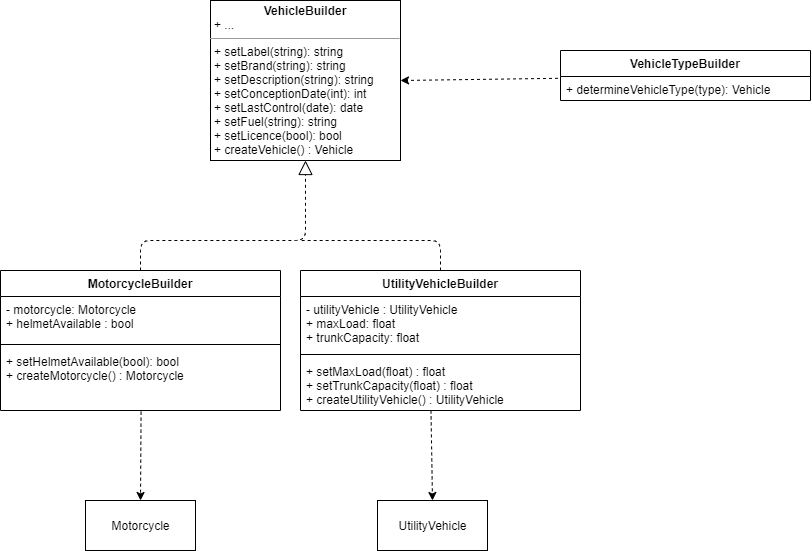 VehicleBuilder
+ ...
+ setLabel(string): string
+ setBrand(string): string
+ setDescription(string): string
+ setConceptionDate(int): int
+ setLastControl(date): date
+ setFuel(string): string
+ setLicence(bool): bool
+ createVehicle() : Vehicle
VehicleTypeBuilder
+ determineVehicleType(type): Vehicle
MotorcycleBuilder
- motorcycle: Motorcycle
+ helmetAvailable : bool
+ setHelmetAvailable(bool): bool
+ createMotorcycle() : Motorcycle
UtilityVehicleBuilder
- utilityVehicle : UtilityVehicle
+ maxLoad: float
+ trunkCapacity: float
+ setMaxLoad(float) : float
+ setTrunkCapacity(float) : float
+ createUtilityVehicle() : UtilityVehicle
Motorcycle
UtilityVehicle